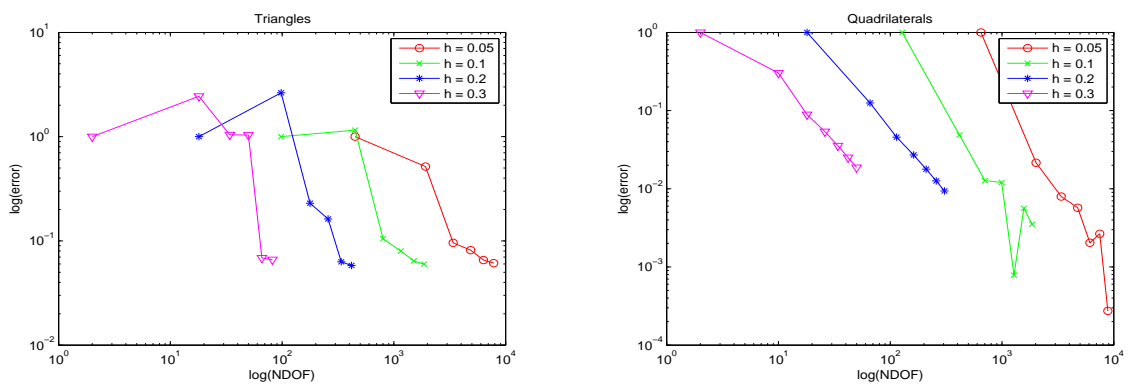 Triangles
10^1
10^0
10^-1
10^-2
log(error)
10^0
10^1
10^2
10^3
10^4
log(NDOF)
h = 0.05
h = 0.1
h = 0.2
h = 0.3
Quadrilaterals
10^0
10^-1
10^-2
10^-3
10^-4
log(error)
10^0
10^1
10^2
10^3
10^4
log(NDOF)
h = 0.05
h = 0.1
h = 0.2
h = 0.3